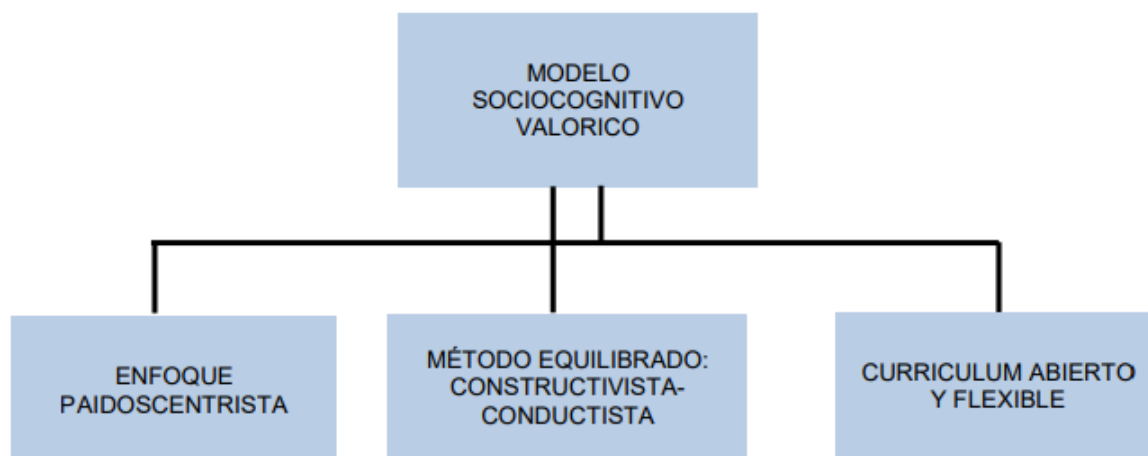 MODELO
SOCIOCOGNITIVO
VALORICO
ENFOQUE
PAIDOSCENTRISTA
MÉTODO EQUILIBRADO:
CONSTRUCTIVISTA-
CONDUCTISTA
CURRICULUM ABIERTO
Y FLEXIBLE